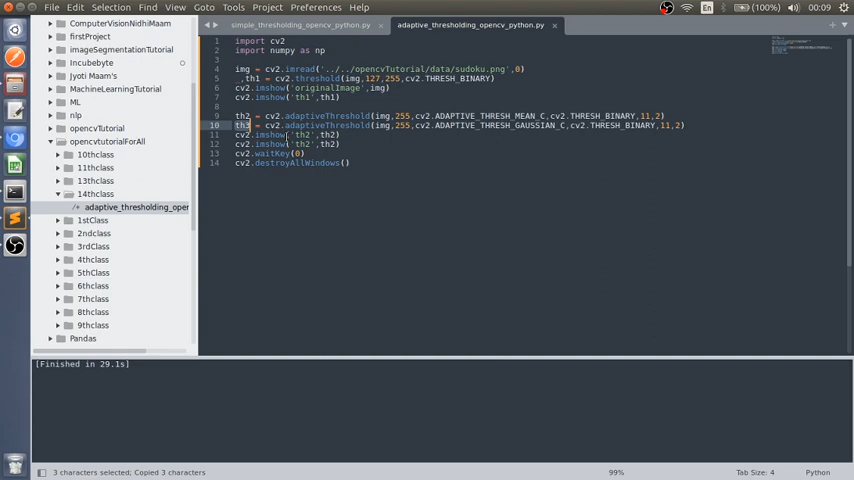 File Edit Selection Find View Goto Tools Project Preferences Help
En
(100%)
00:09
ComputerVisionNidhiMaam
firstProject
imageSegmentationTutorial
Incubebyte
Jyoti Maam's
MachineLearningTutorial
ML
nlp
opencvTutorial
opencvtutorialForAll
10thclass
11thclass
13thclass
14thclass
/* adaptive_thresholding_oper
1stClass
2ndclass
3rdClass
4thclass
5thClass
6thclass
7thclass
8thclass
9thclass
Pandas
simple_thresholding_opencv_python.py
adaptive_thresholding_opencv_python.py
1 import cv2
2 import numpy as np
3
4 img = cv2.imread('../../opencvTutorial/data/sudoku.png',0)
5 _,th1 = cv2.threshold(img,127,255,cv2.THRESH_BINARY)
6 cv2.imshow('originalImage',img)
7 cv2.imshow('th1',th1)
8
9 th2 = cv2.adaptiveThreshold(img,255,cv2.ADAPTIVE_THRESH_MEAN_C,cv2.THRESH_BINARY,11,2)
10 th3 = cv2.adaptiveThreshold(img,255,cv2.ADAPTIVE_THRESH_GAUSSIAN_C,cv2.THRESH_BINARY,11,2)
11 cv2.imshow('th2',th2)
12 cv2.imshow('th2',th2)
13 cv2.waitKey(0)
14 cv2.destroyAllWindows()
[Finished in 29.1s]
3 characters selected; Copied 3 characters
99%
Tab Size: 4
Python